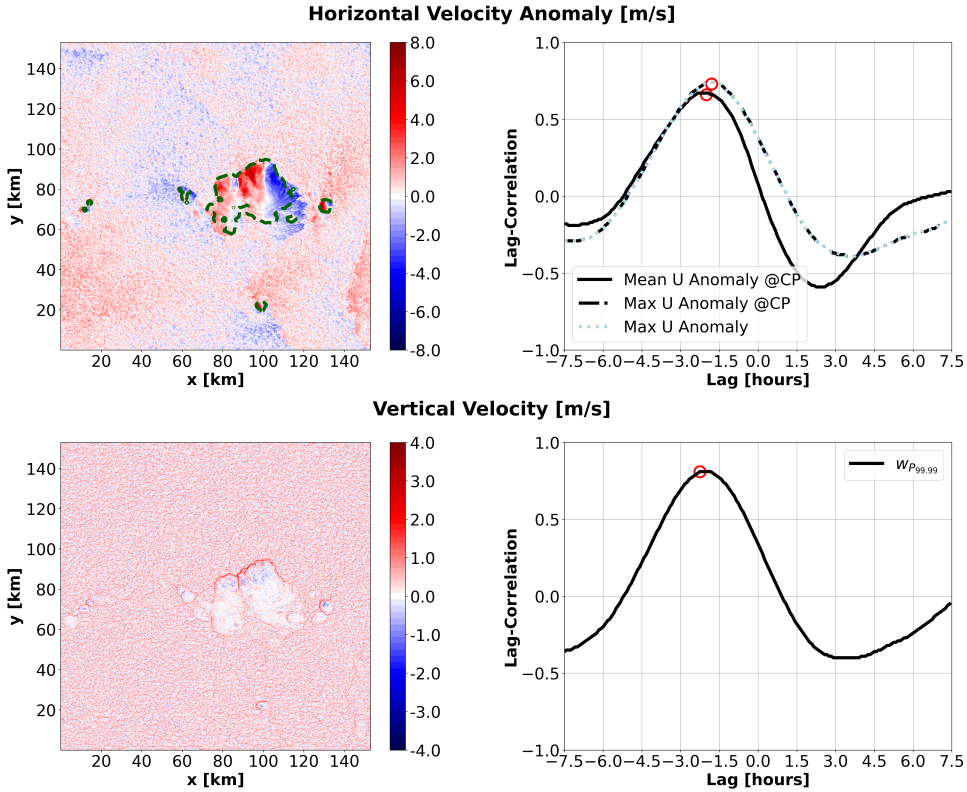 Horizontal Velocity Anomaly [m/s]
y [km]
140
120
100
80
60
40
20
20 40 60 80 100 120 140
x [km]
8.0
6.0
4.0
2.0
0.0
-2.0
-4.0
-6.0
-8.0
Lag-Correlation
1.0
0.5
0.0
−0.5
−1.0
Mean U Anomaly @CP
Max U Anomaly @CP
Max U Anomaly
−7.5 −6.0 −4.5 −3.0 −1.5 0.0 1.5 3.0 4.5 6.0 7.5
Lag [hours]
Vertical Velocity [m/s]
y [km]
140
120
100
80
60
40
20
20 40 60 80 100 120 140
x [km]
4.0
3.0
2.0
1.0
0.0
-1.0
-2.0
-3.0
-4.0
Lag-Correlation
1.0
0.5
0.0
−0.5
−1.0
wP99.99
−7.5 −6.0 −4.5 −3.0 −1.5 0.0 1.5 3.0 4.5 6.0 7.5
Lag [hours]